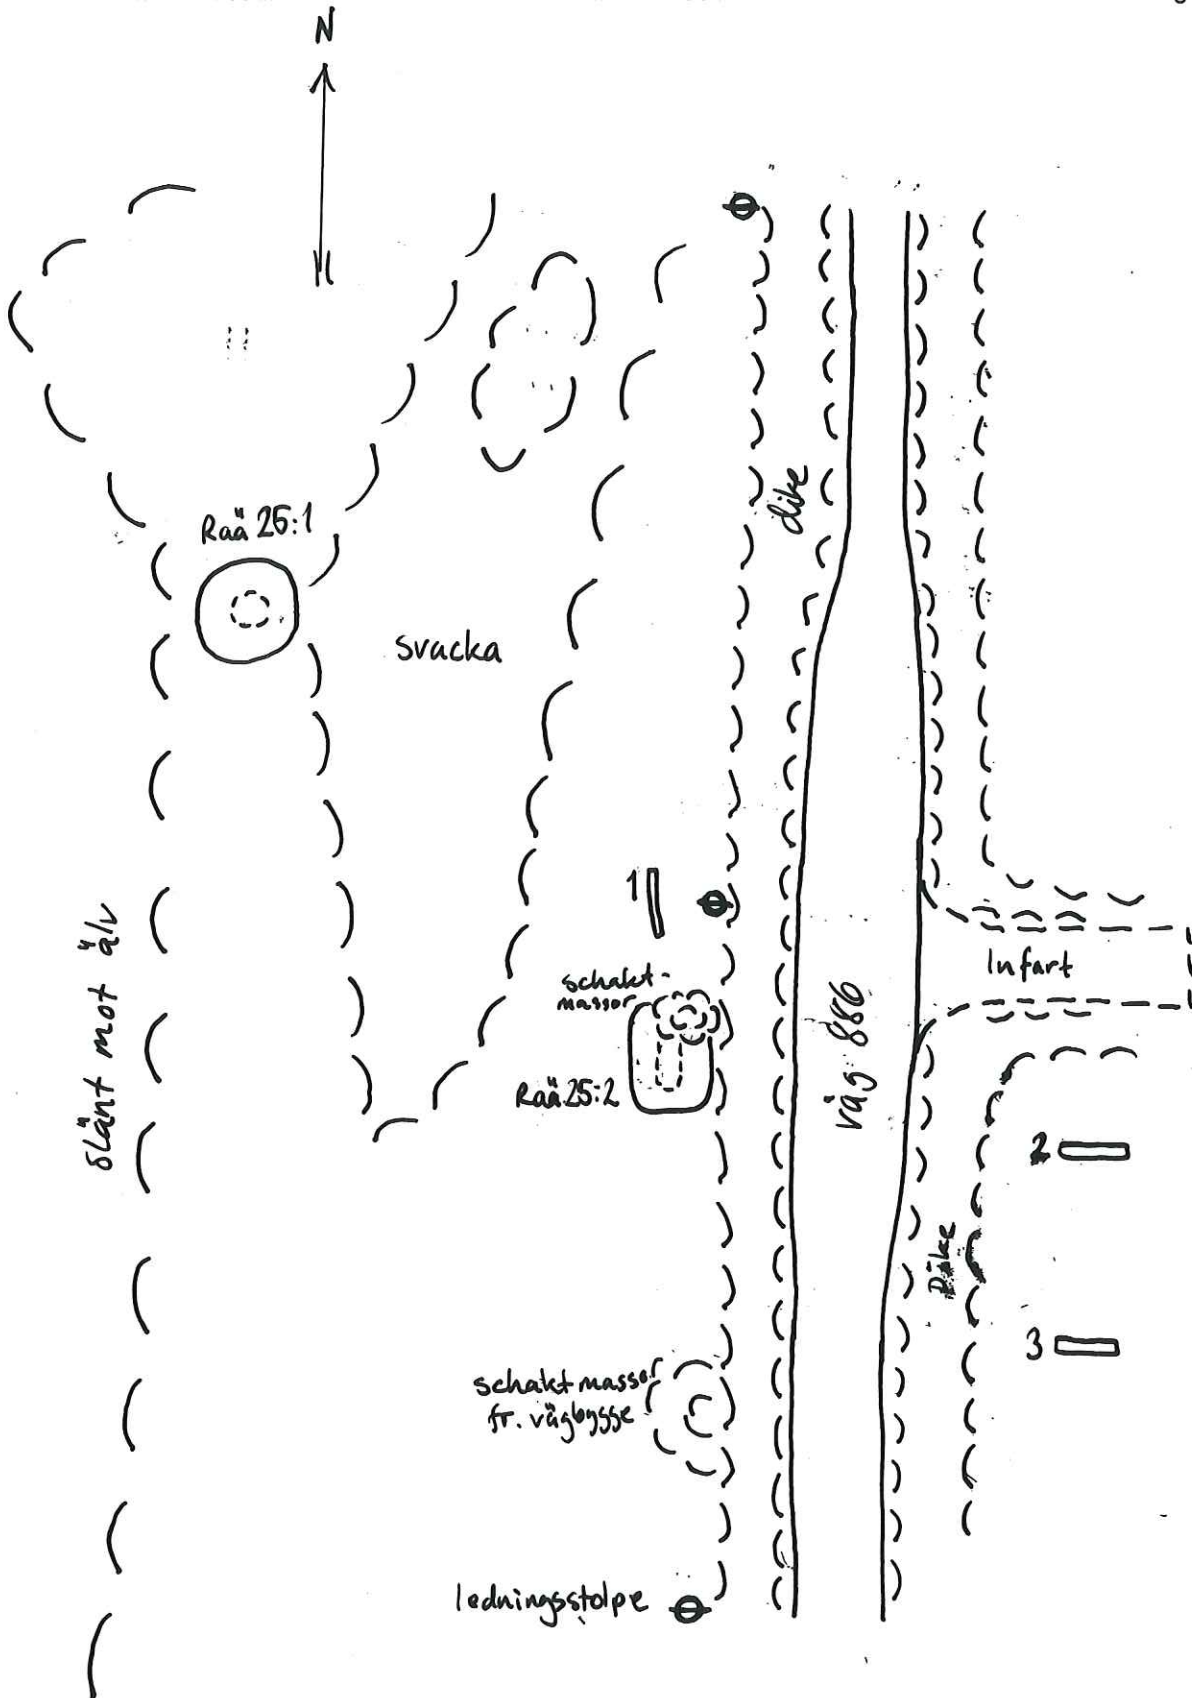 N
Raä 25:1
dike
svacka
1
schakt-
massor
Infart
slänt mot älv
väg 886
Raä 25:2
2
Dike
3
schaktmassor
fr. vägbygge
ledningsstolpe